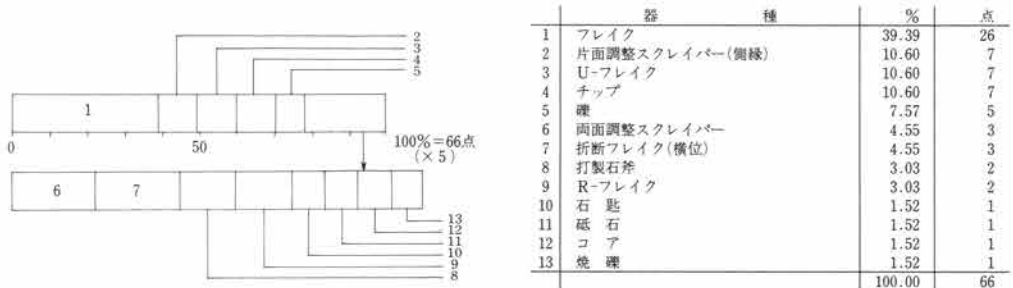 2
3
4
5
1
0
50
100%=66点
(×5)
6
7
13
12
11
10
9
8
器 種 % 点
1 フレイク 39.39 26
2 片面調整スクレイパー(側縁) 10.60 7
3 U-フレイク 10.60 7
4 チップ 10.60 7
5 礫 7.57 5
6 両面調整スクレイパー 4.55 3
7 折断フレイク(横位) 4.55 3
8 打製石斧 3.03 2
9 R-フレイク 3.03 2
10 石 匙 1.52 1
11 砥 石 1.52 1
12 コ ア 1.52 1
13 焼 礫 1.52 1
100.00 66